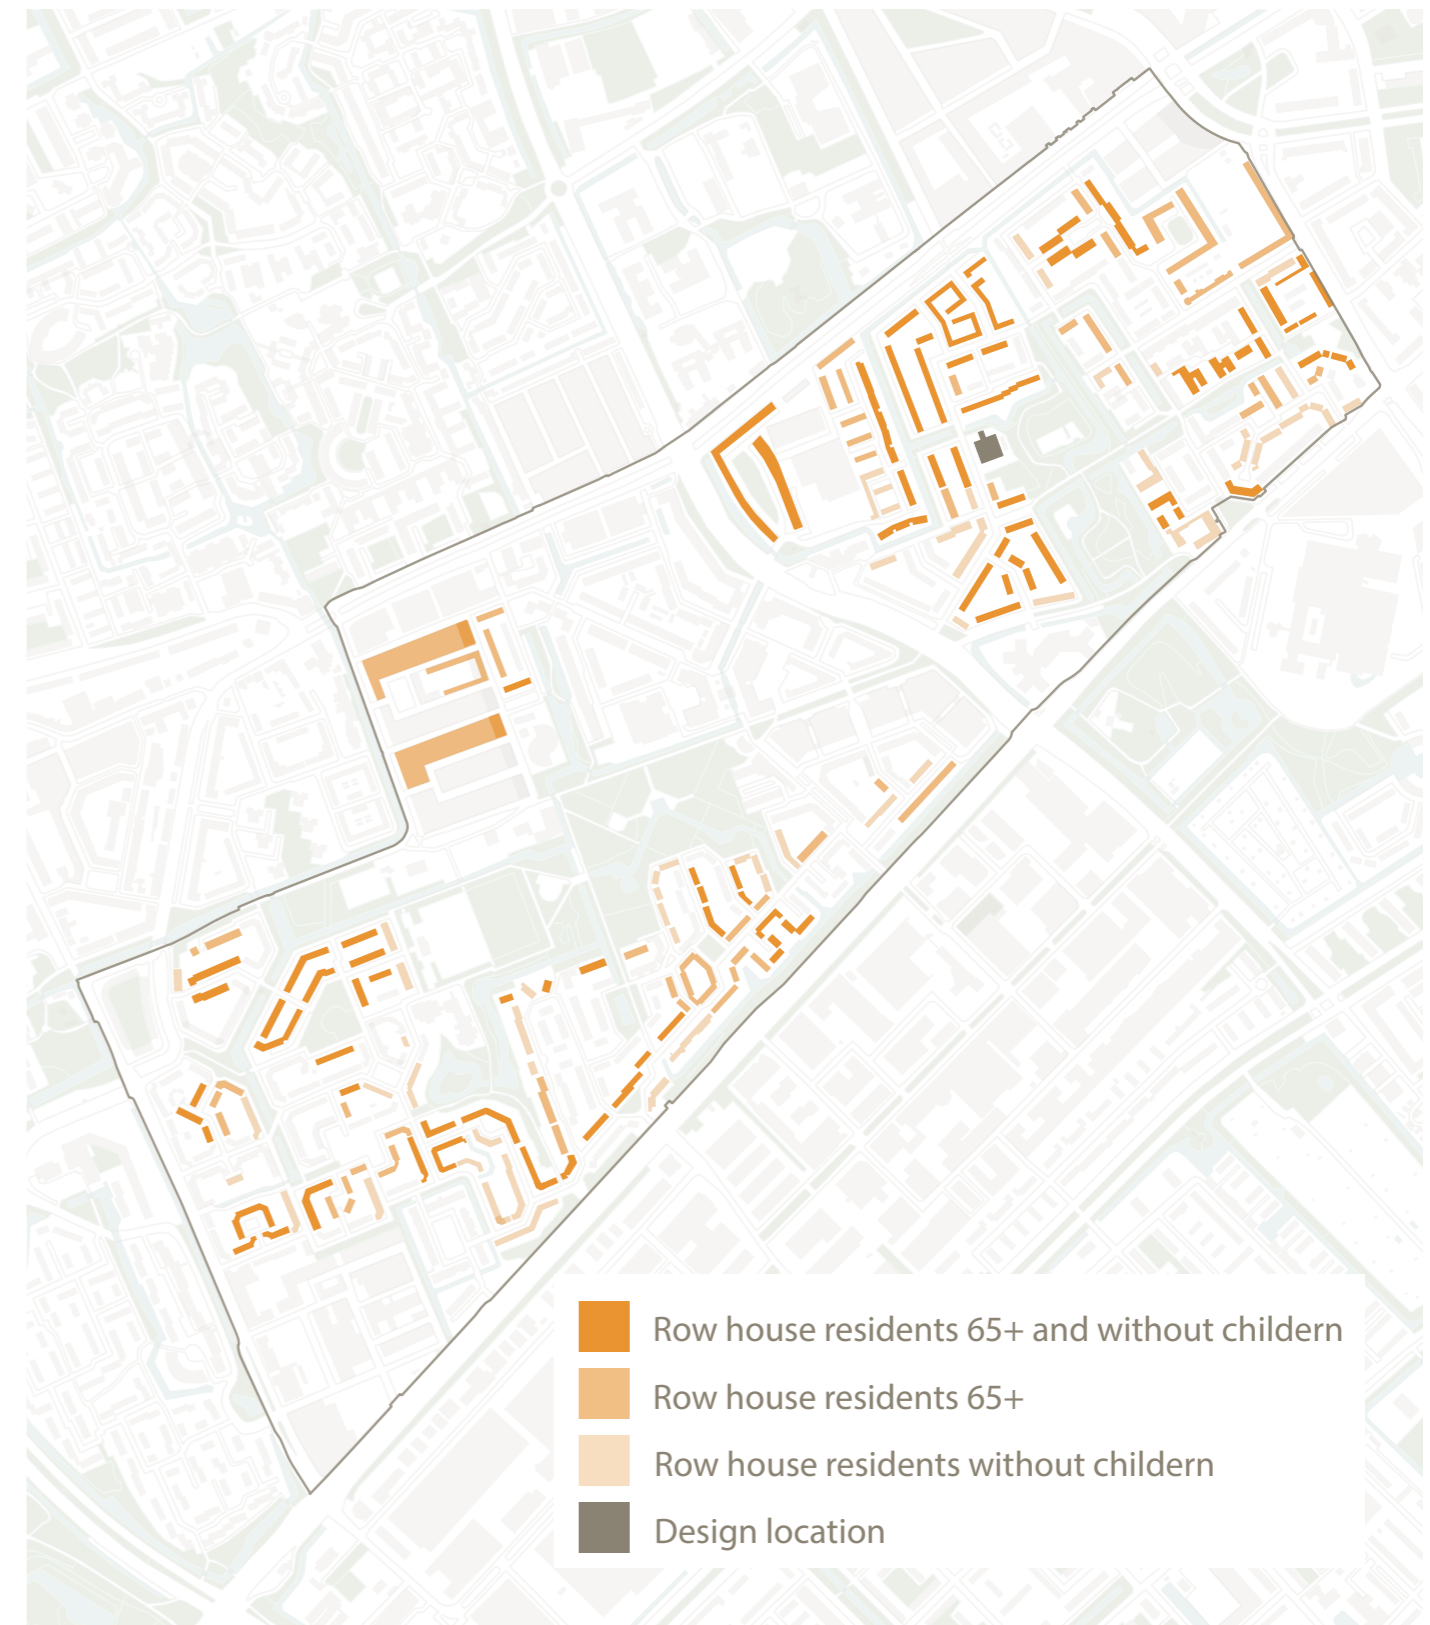 Row house residents 65+ and without childern
Row house residents 65+
Row house residents without childern
Design location